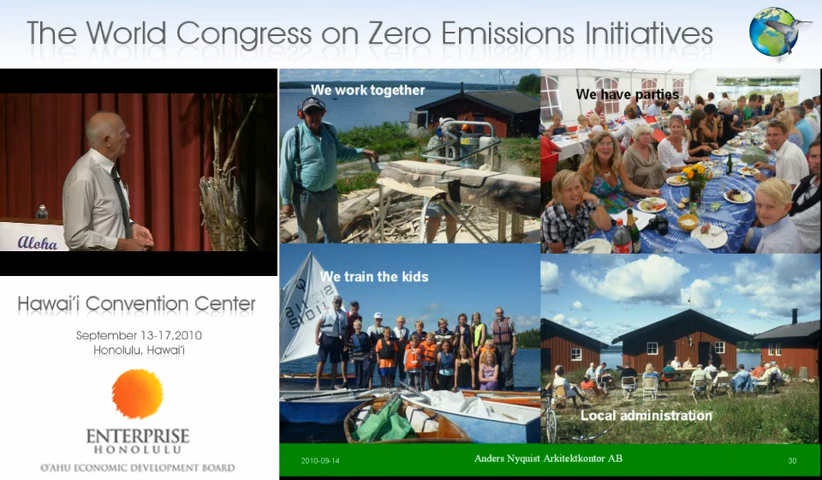 The World Congress on Zero Emissions Initiatives
Aloha
Hawai'i Convention Center
September 13-17,2010
Honolulu, Hawai'i
ENTERPRISE
HONOLULU
O'AHU ECONOMIC DEVELOPMENT BOARD
We work together
We have parties
We train the kids
Local administration
2010-09-14
Anders Nyquist Arkitektkontor AB
30